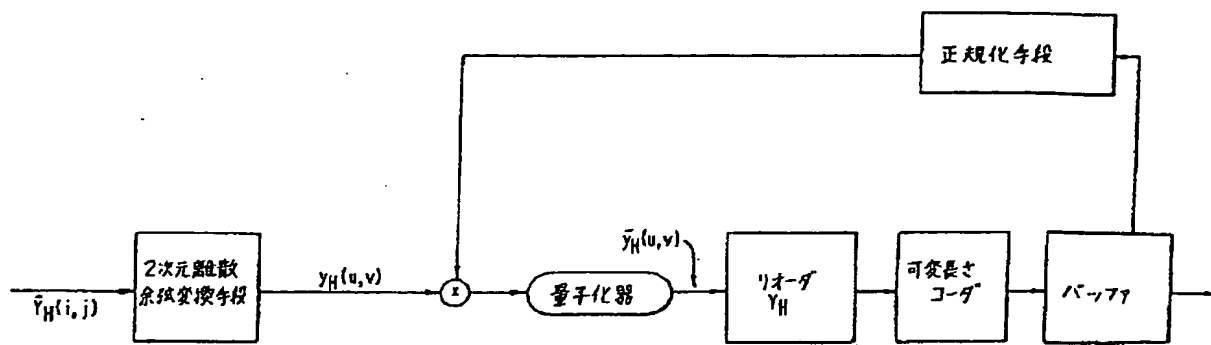 正規化手段
2次元離散
余弦変換手段
Ȳ_H(i,j)
y_H(u,v)
x
量子化器
ȳ_H(u,v)
リオーダ
Y_H
可変長さ
コーダ
バッファ